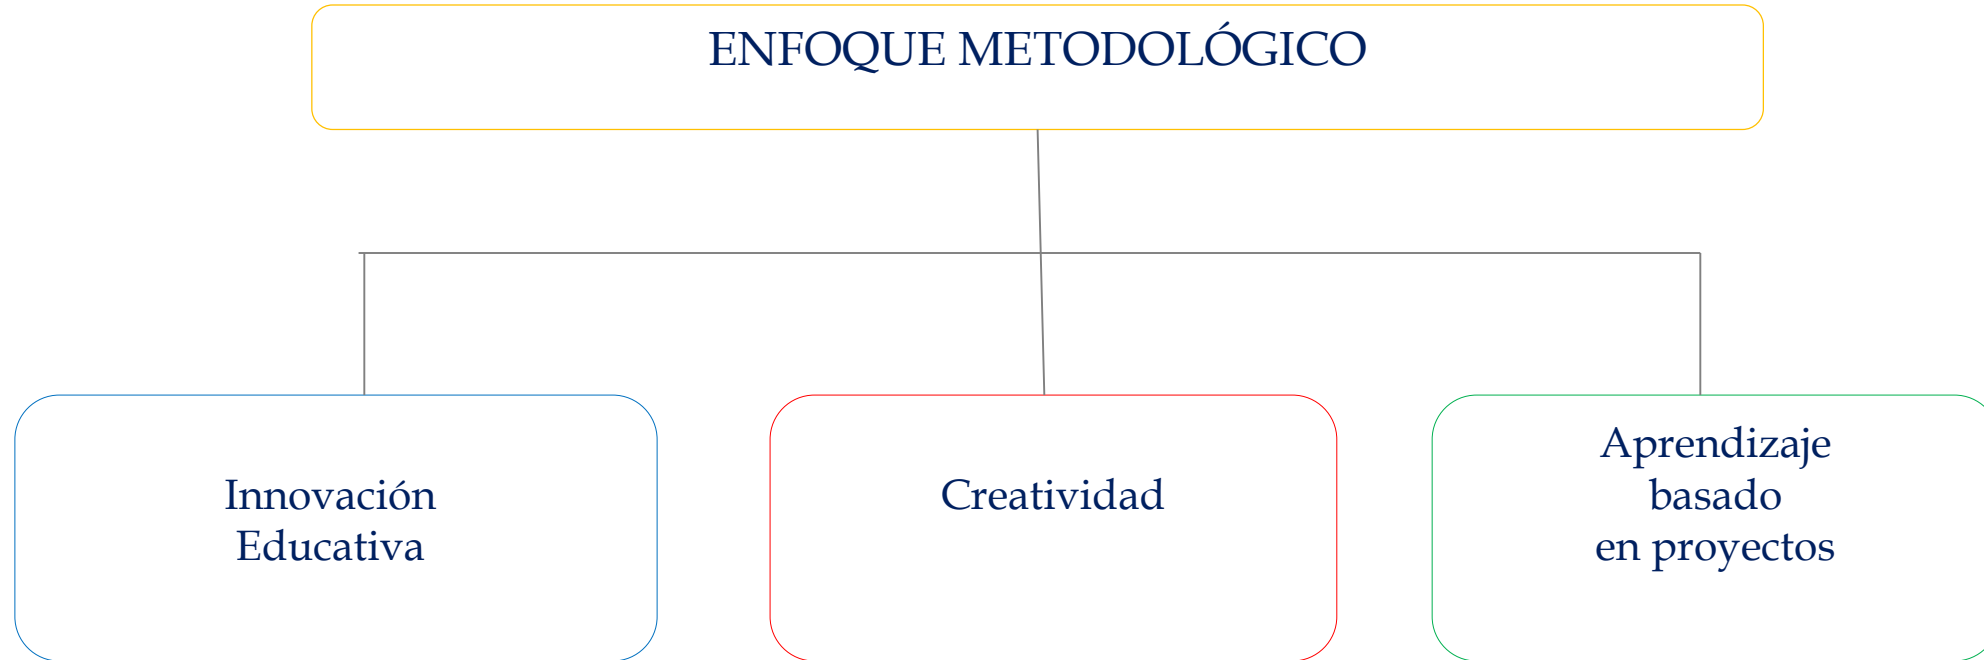 ENFOQUE METODOLÓGICO
Innovación
Educativa
Creatividad
Aprendizaje
basado
en proyectos